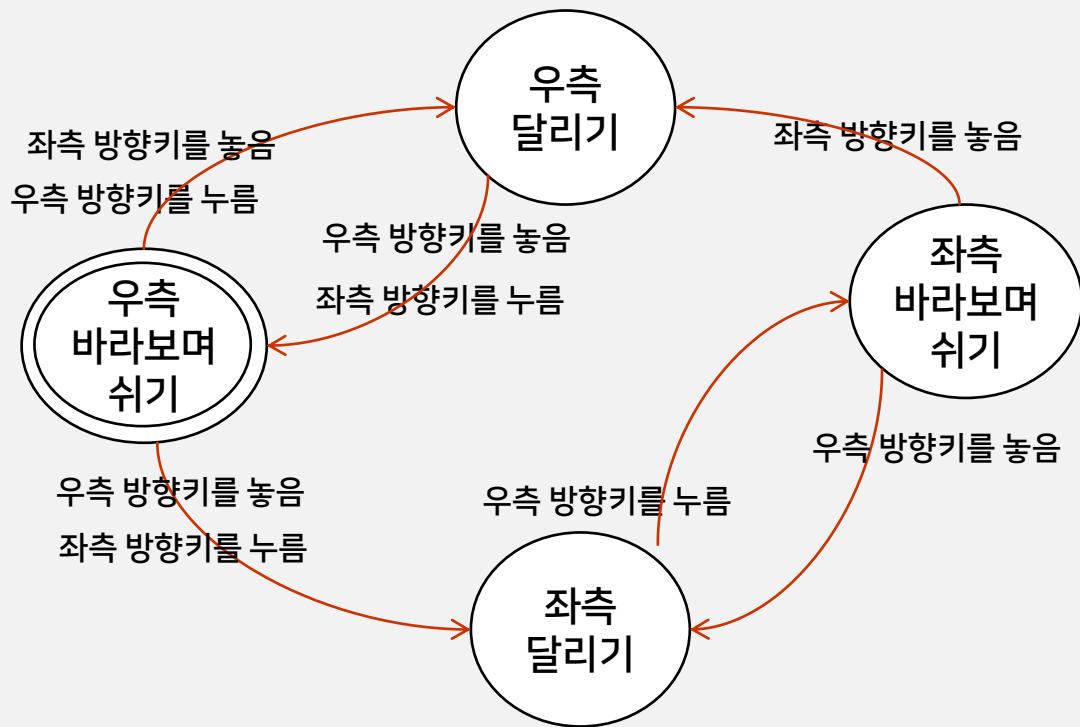 우측
달리기
좌측 방향키를 놓음
우측 방향키를 누름
좌측 방향키를 놓음
우측 방향키를 놓음
좌측 방향키를 누름
좌측
바라보며
쉬기
우측
바라보며
쉬기
우측 방향키를 놓음
우측 방향키를 놓음
좌측 방향키를 누름
우측 방향키를 누름
좌측
달리기